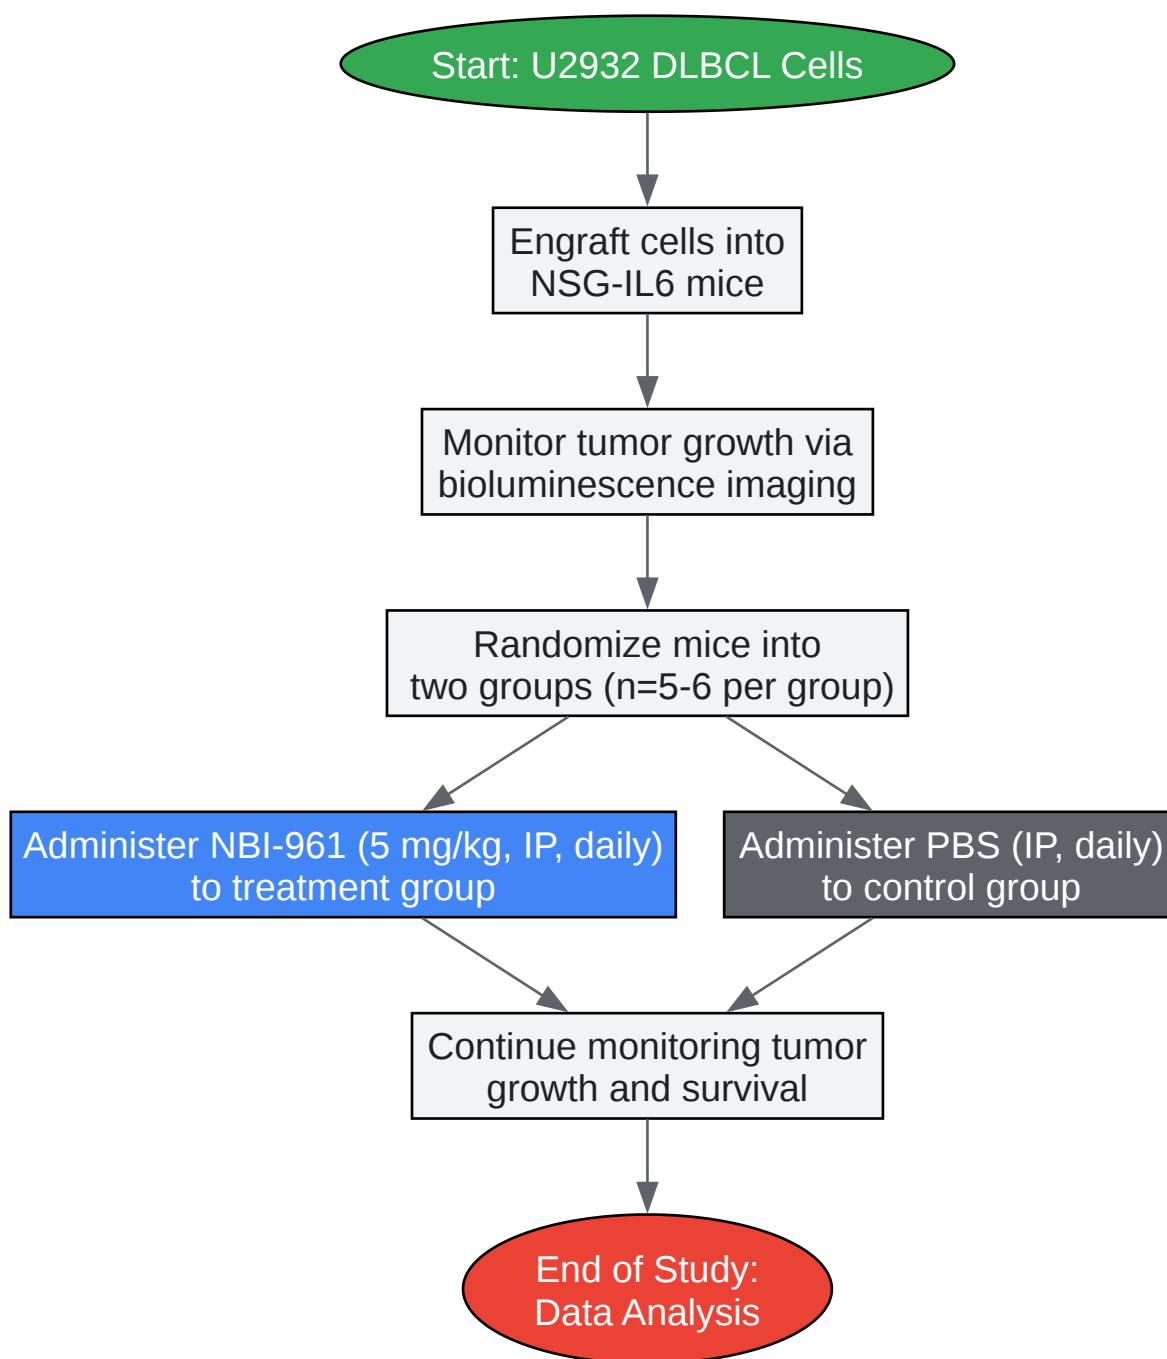 Start: U2932 DLBCL Cells
Engraft cells into
NSG-IL6 mice
Monitor tumor growth via
bioluminescence imaging
Randomize mice into
two groups (n=5-6 per group)
Administer NBI-961 (5 mg/kg, IP, daily)
to treatment group
Administer PBS (IP, daily)
to control group
Continue monitoring tumor
growth and survival
End of Study:
Data Analysis